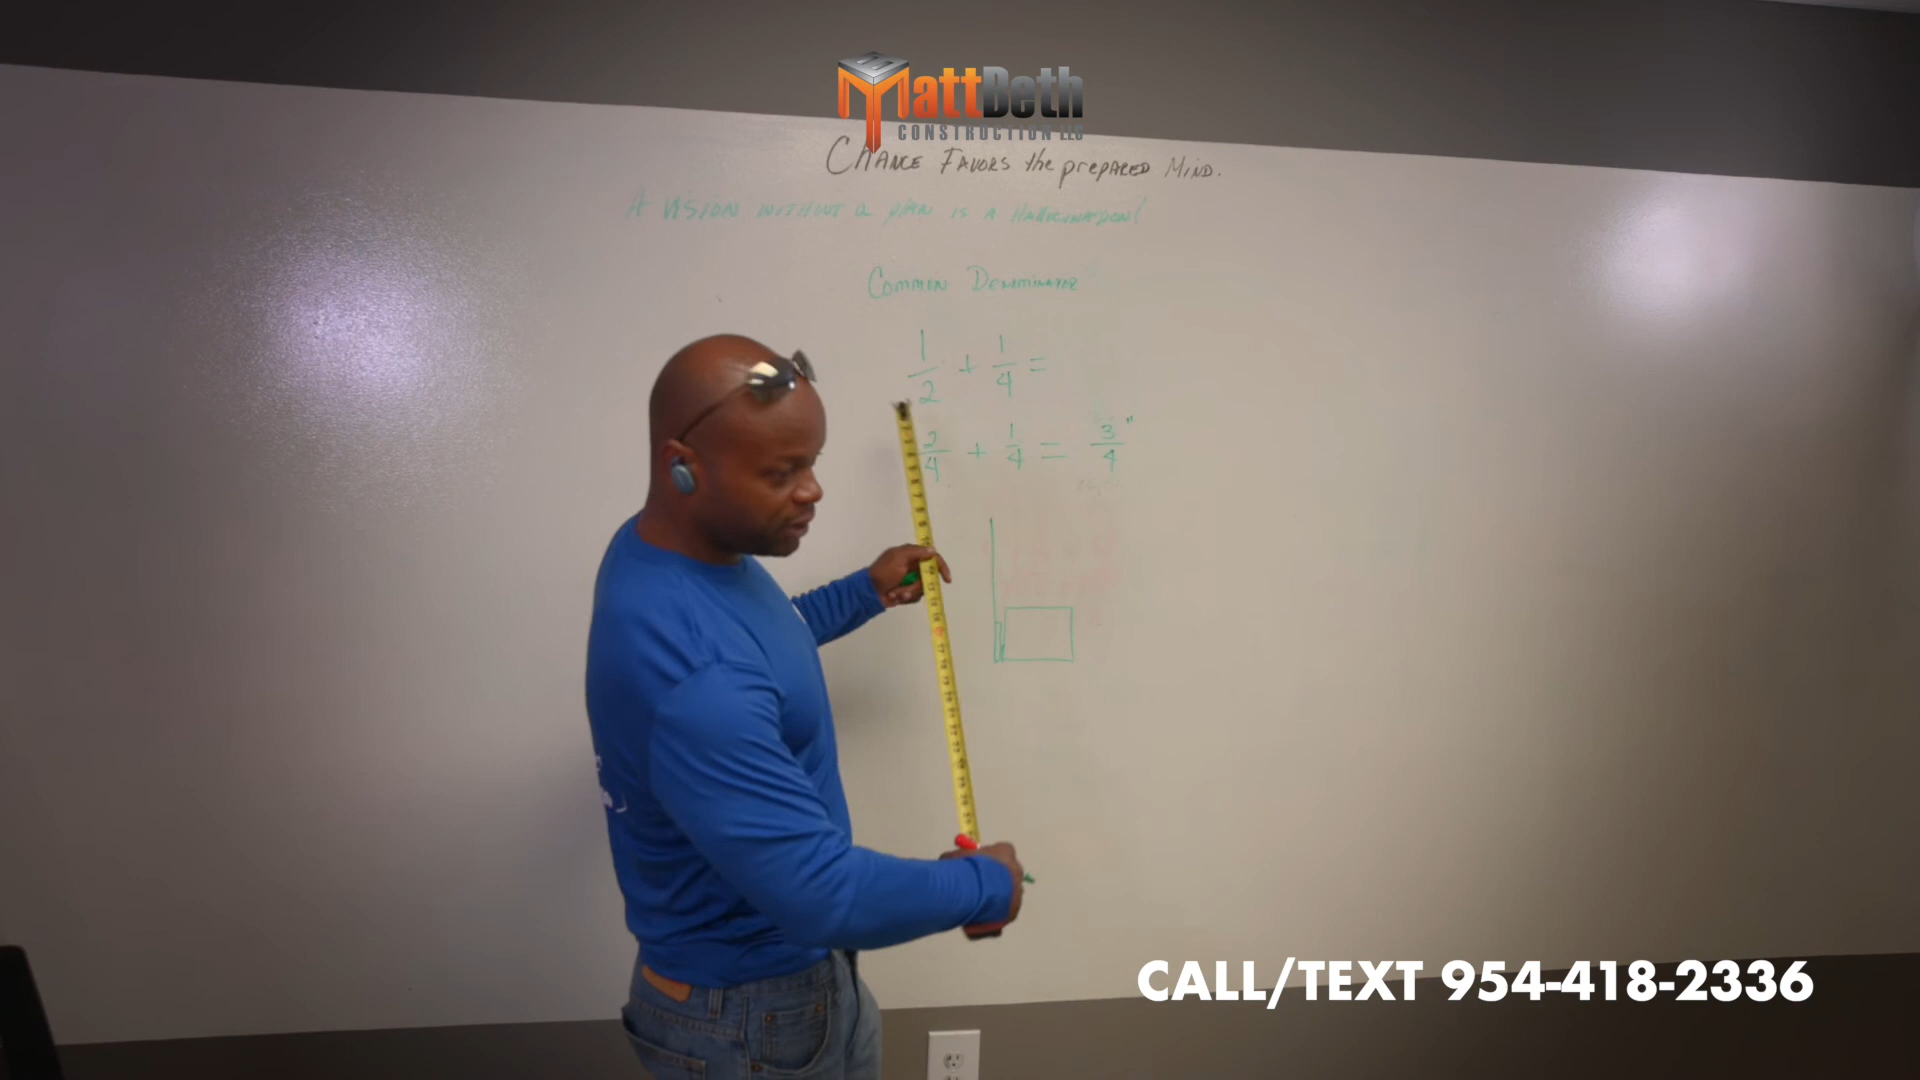 MattBeth
CONSTRUCTION LLC
Chance Favors the prepared Mind.
A Vision without a plan is a Hallucination!
Common Denominator
1/2 + 1/4 =
2/4 + 1/4 = 3/4"
CALL/TEXT 954-418-2336